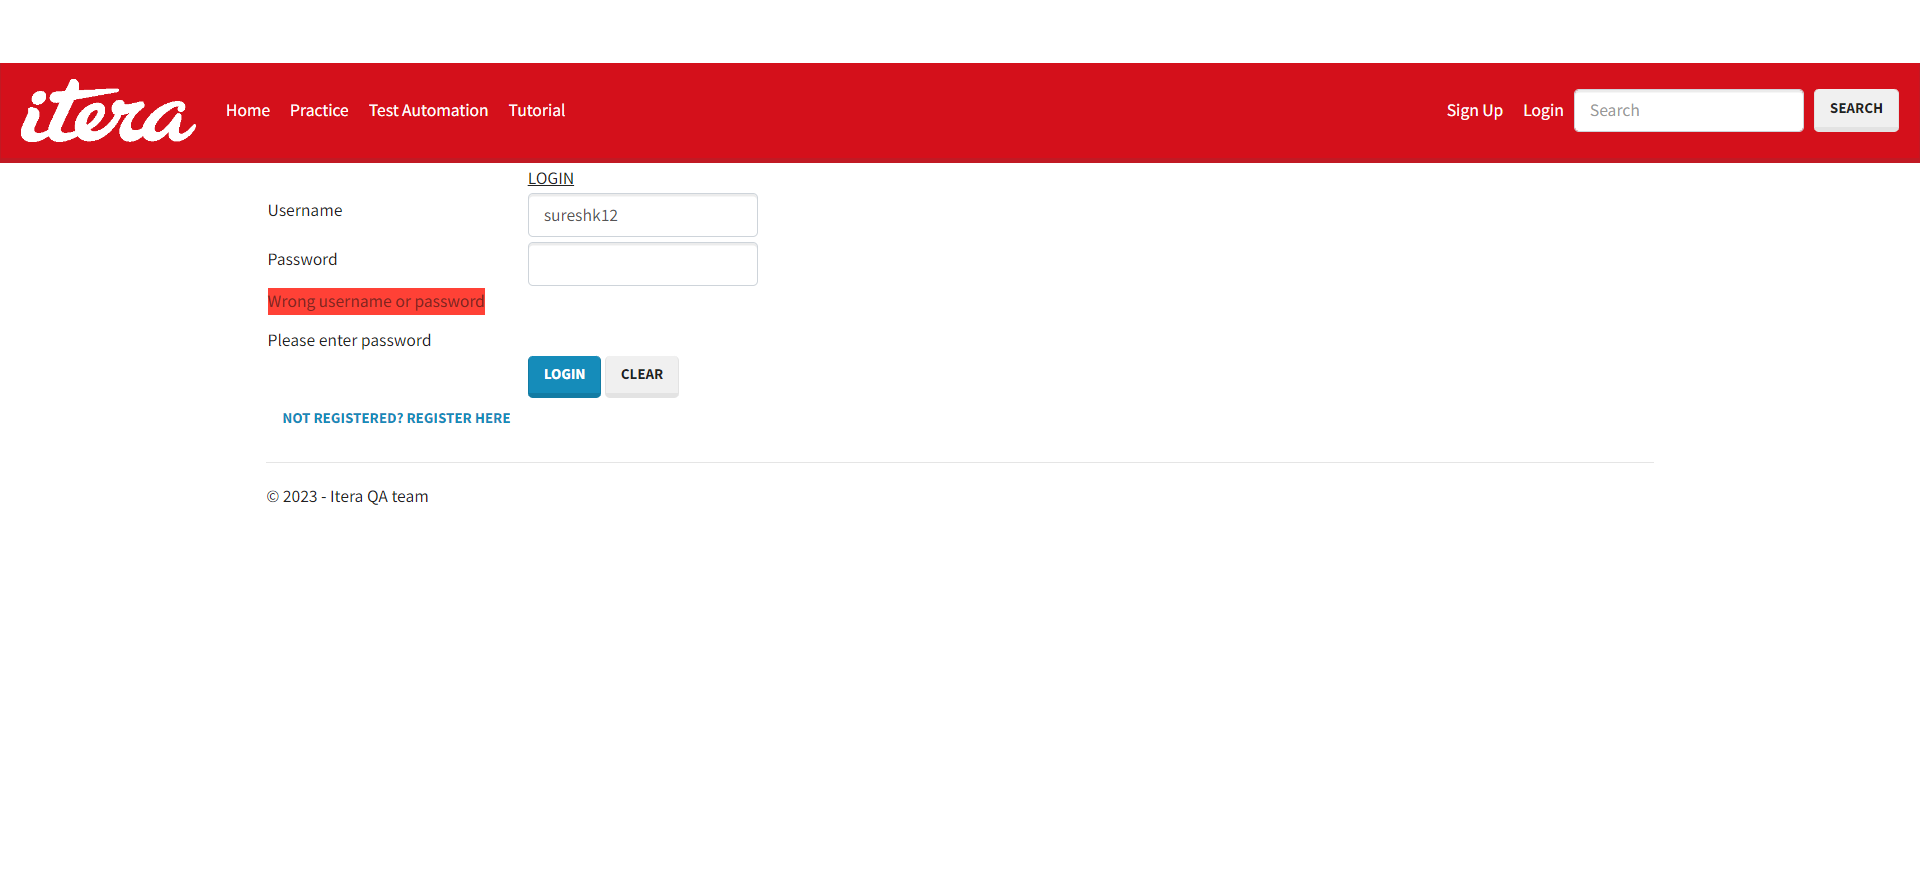 itera
Home Practice Test Automation Tutorial Sign Up Login Search SEARCH
LOGIN
Username sureshk12
Password
Wrong username or password
Please enter password
LOGIN CLEAR
NOT REGISTERED? REGISTER HERE
© 2023 - Itera QA team